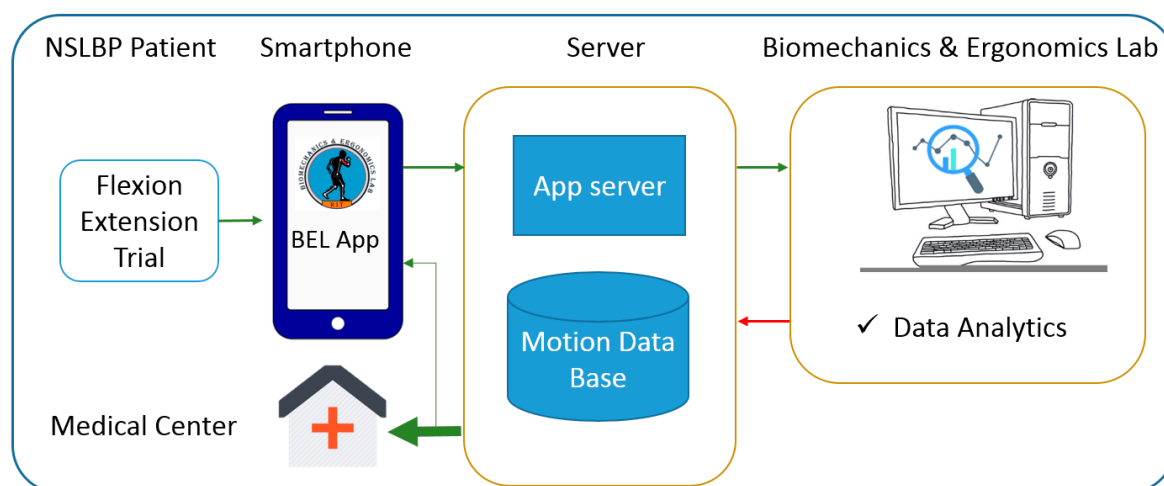 NSLBP Patient
Smartphone
Server
Biomechanics & Ergonomics Lab
Flexion
Extension
Trial
BIOMECHANICS & ERGONOMICS LAB
BEL
BEL App
App server
Motion Data
Base
✓ Data Analytics
Medical Center